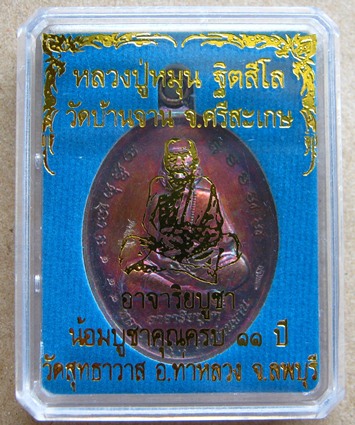 หลวงปู่หมุน ฐิตสีโล
วัดบ้านจาน จ.ศรีสะเกษ
อาจาริยบูชา
น้อมบูชาคุณครบ ๑๑ ปี
วัดสุทธาวาส อ.ท่าหลวง จ.ลพบุรี